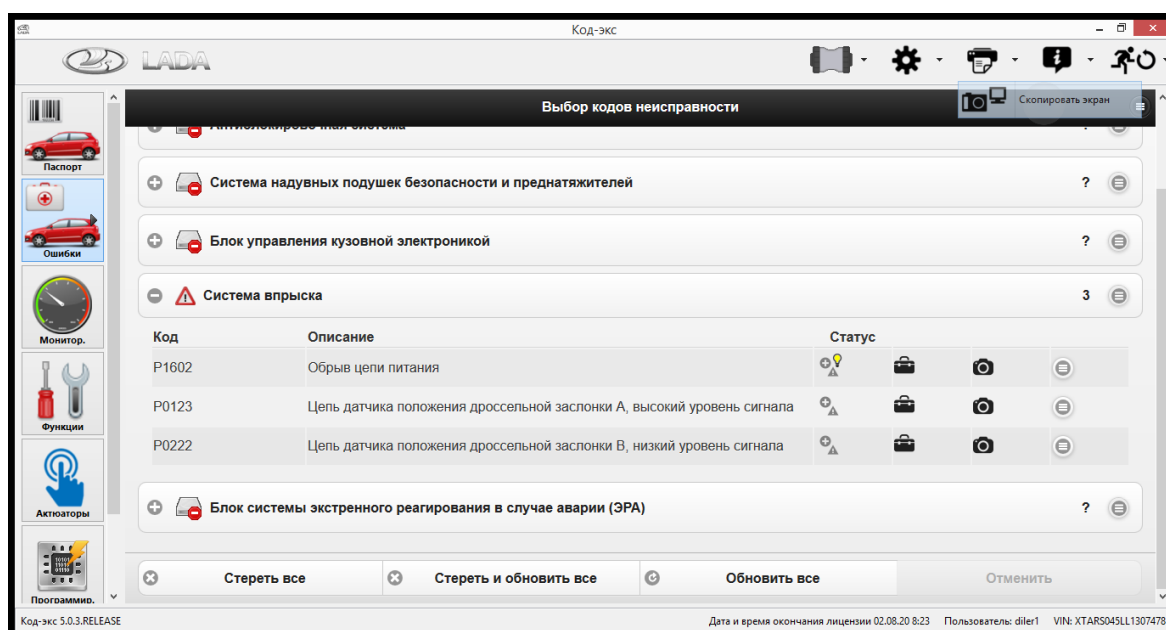 Код-экс
LADA
Выбор кодов неисправности
Скопировать экран
Паспорт
Антиблокировочная система ?
Система надувных подушек безопасности и преднатяжителей ?
Ошибки
Блок управления кузовной электроникой ?
Система впрыска 3
Монитор.
Код Описание Статус
P1602 Обрыв цепи питания
P0123 Цепь датчика положения дроссельной заслонки А, высокий уровень сигнала
Функции
P0222 Цепь датчика положения дроссельной заслонки В, низкий уровень сигнала
Актюаторы
Блок системы экстренного реагирования в случае аварии (ЭРА) ?
Программир.
Стереть все Стереть и обновить все Обновить все Отменить
Код-экс 5.0.3.RELEASE Дата и время окончания лицензии 02.08.20 8:23 Пользователь: diler1 VIN: XTARS045LL1307478